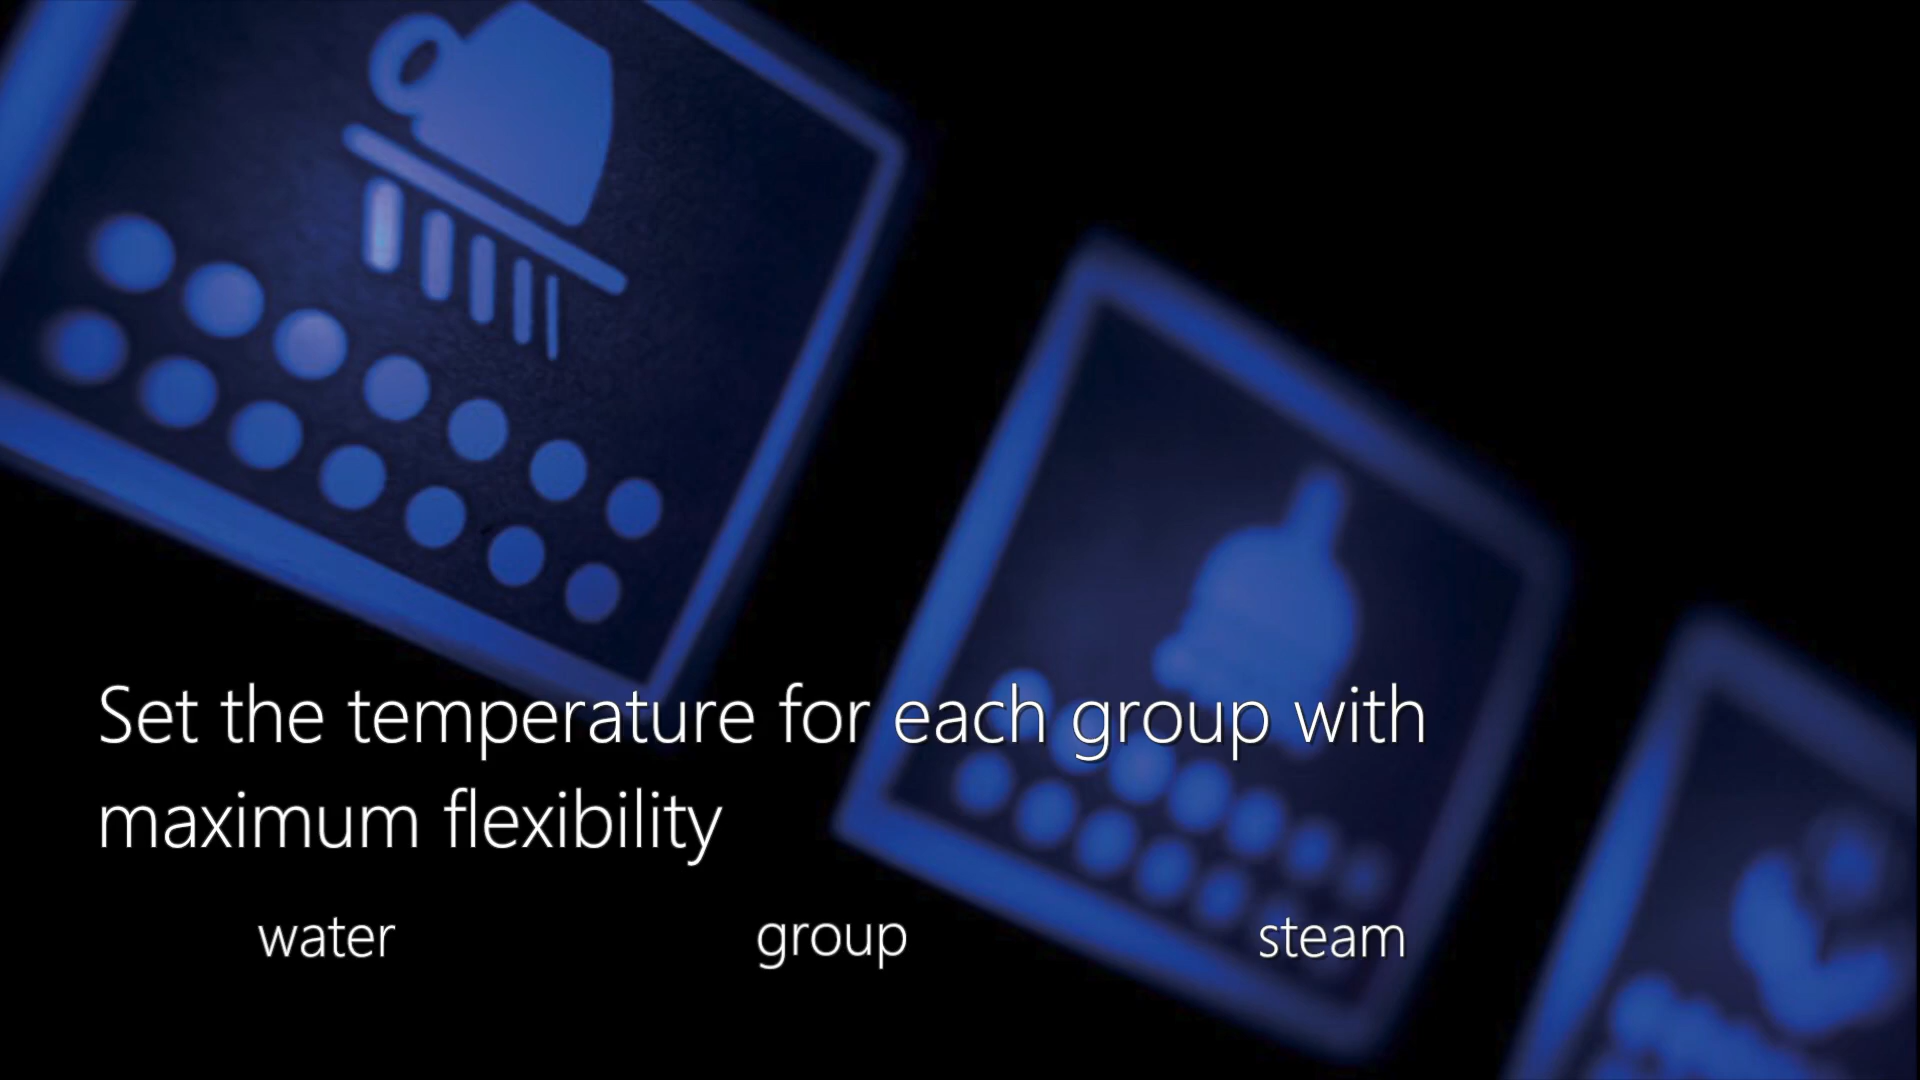 Set the temperature for each group with
maximum flexibility
water group steam